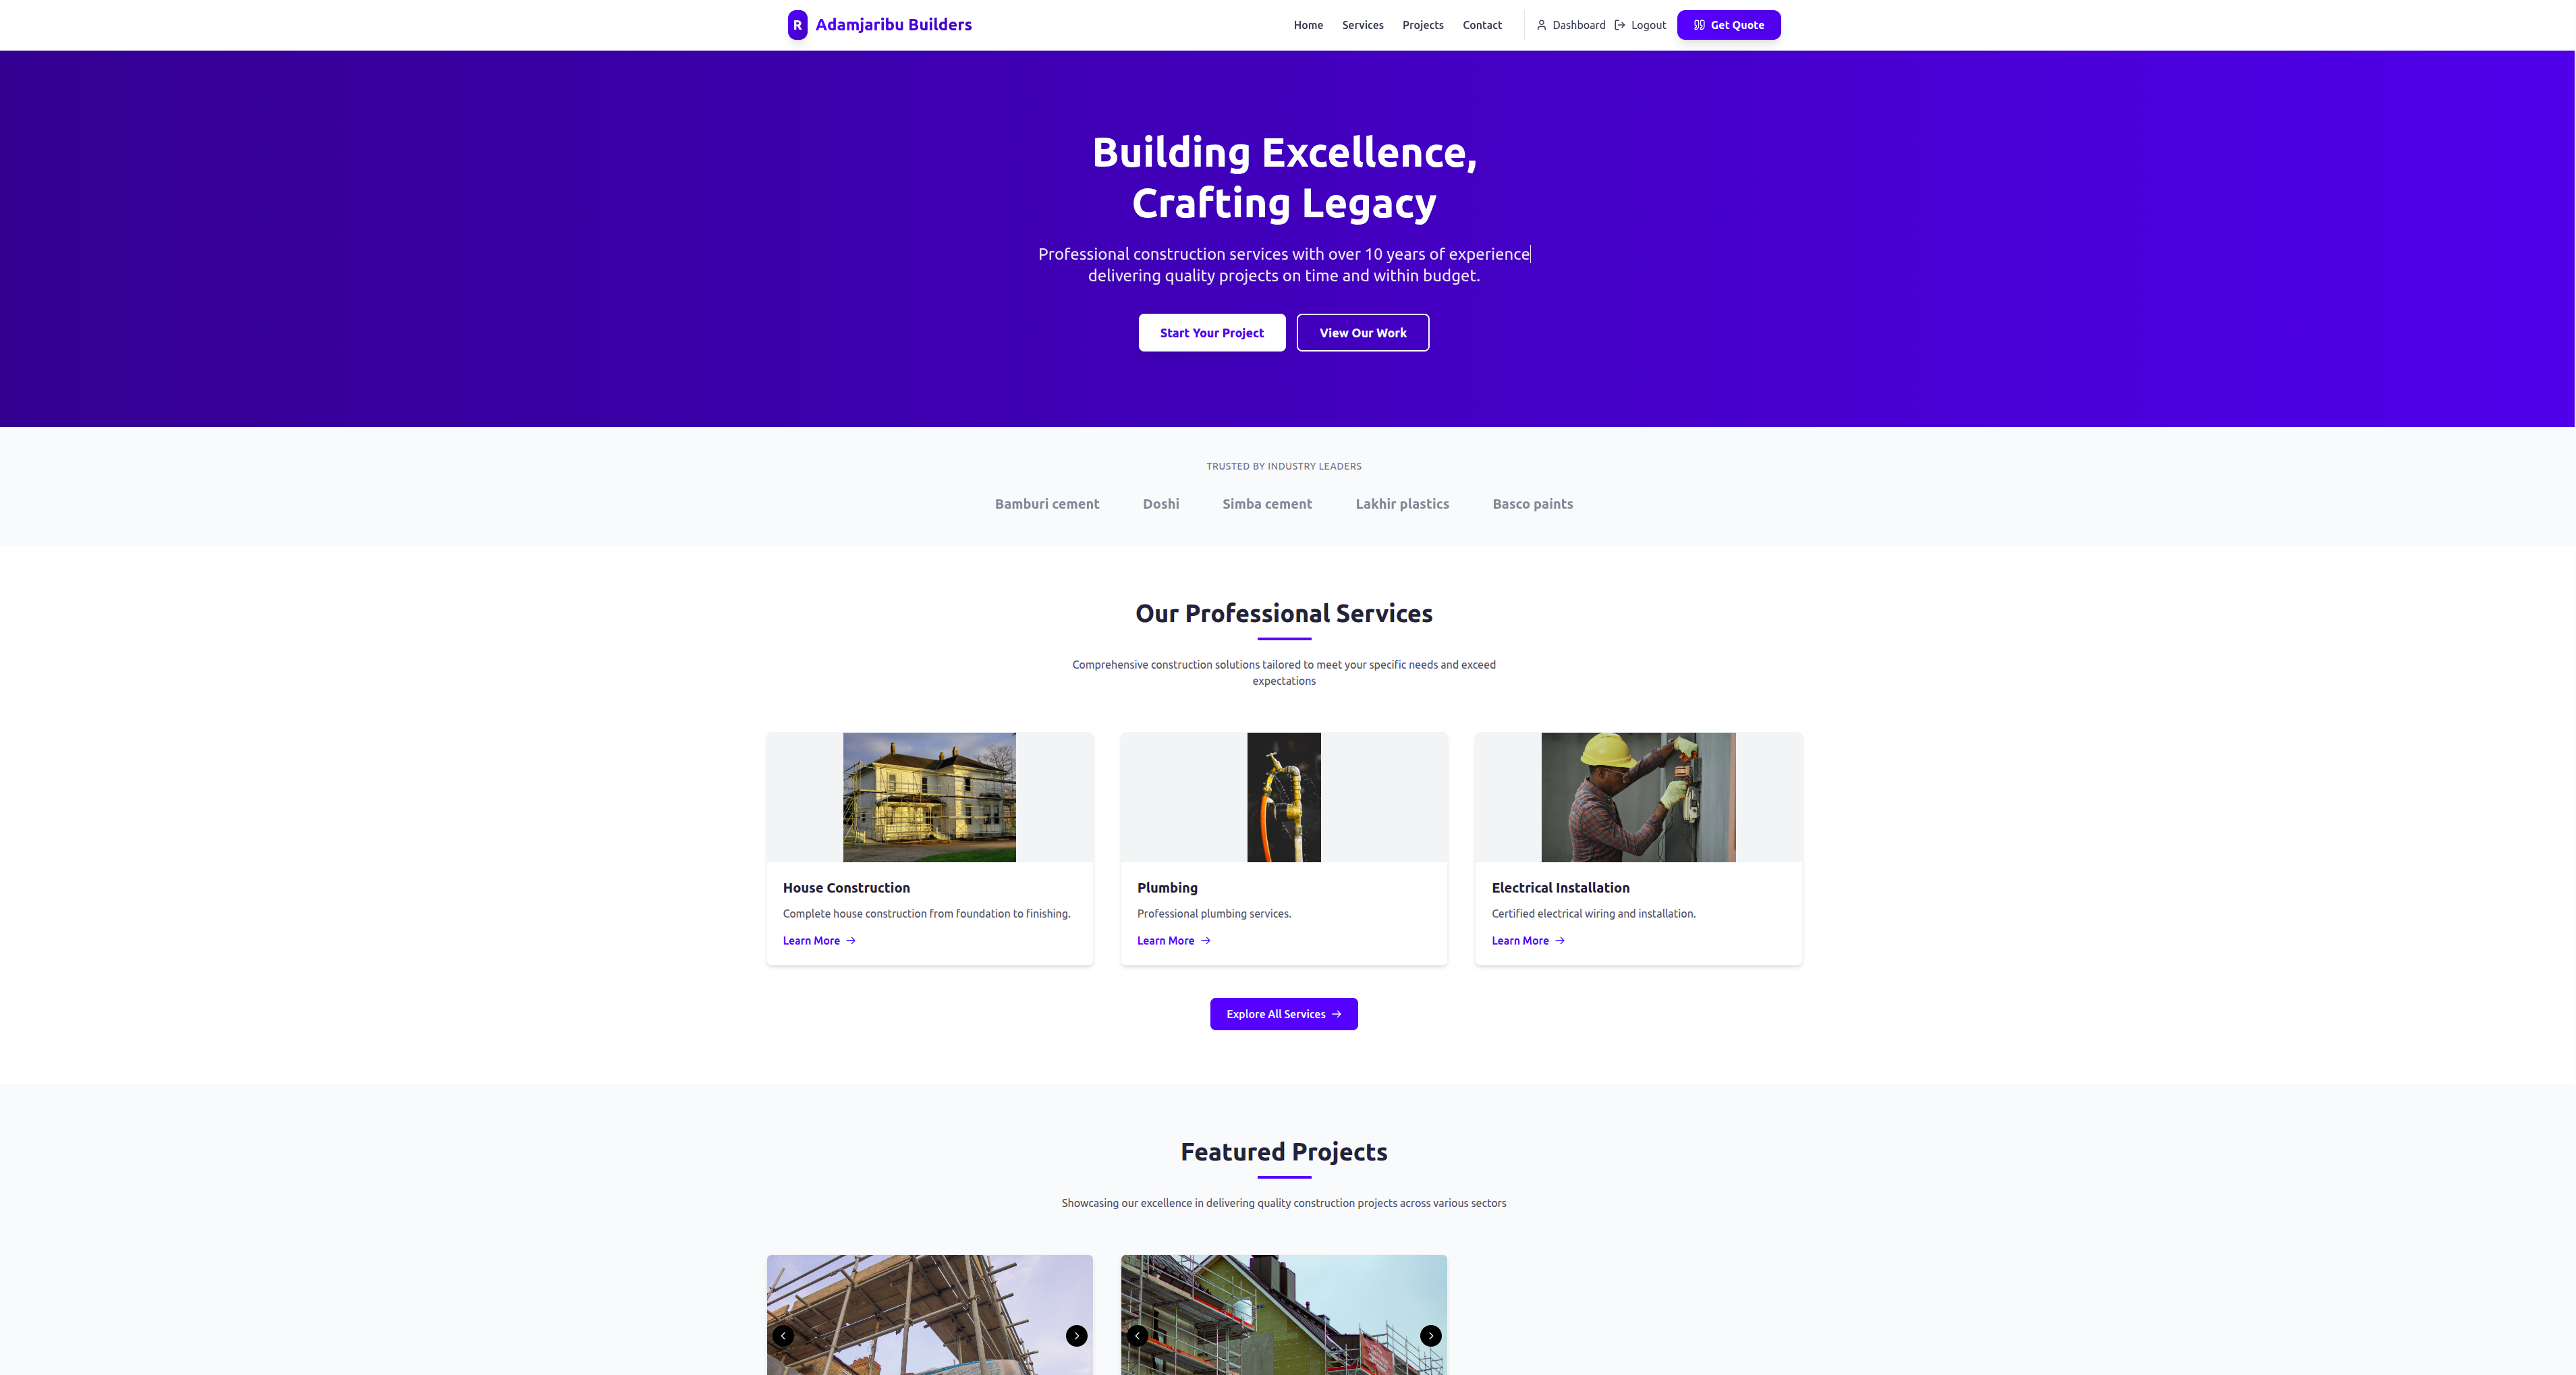 R Adamjaribu Builders Home Services Projects Contact Dashboard Logout Get Quote
Building Excellence,
Crafting Legacy
Professional construction services with over 10 years of experience
delivering quality projects on time and within budget.
Start Your Project View Our Work
TRUSTED BY INDUSTRY LEADERS
Bamburi cement Doshi Simba cement Lakhir plastics Basco paints
Our Professional Services
Comprehensive construction solutions tailored to meet your specific needs and exceed
expectations
House Construction
Complete house construction from foundation to finishing.
Learn More
Plumbing
Professional plumbing services.
Learn More
Electrical Installation
Certified electrical wiring and installation.
Learn More
Explore All Services
Featured Projects
Showcasing our excellence in delivering quality construction projects across various sectors